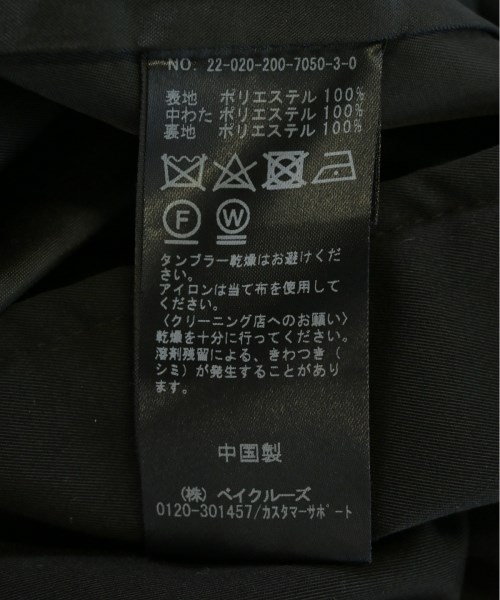 NO. 22-020-200-7050-3-0
表地 ポリエステル 100%
中わた ポリエステル 100%
裏地 ポリエステル 100%
F W
タンブラー乾燥はお避けくだ
さい。
アイロンは当て布を使用して
ください。
〈クリーニング店へのお願い〉
乾燥を十分に行ってください。
溶剤残留による、きわつき(
シミ)が発生することがあり
ます。
中国製
(株) ベイクルーズ
0120-301457/カスタマーサポート